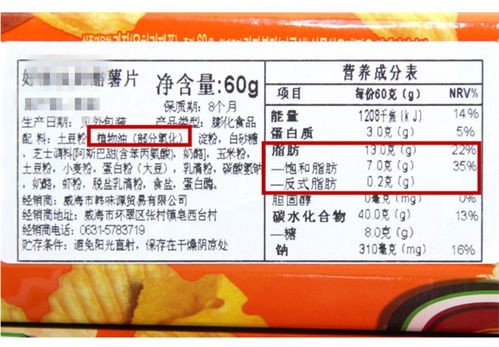 薯片 净含量:60g
保质期：8个月
生产日期：见外包装 产品类型：膨化食品
配 料：土豆粉，植物油（部分氢化） 淀粉，白砂糖，
芝士调料[阿斯巴甜(含苯丙氨酸)，奶酪]，玉米粉，
土豆粉，小麦粉，蛋白粉（大豆），乳清粉，碳酸氢钠，
奶酪，虾粉，脱盐乳清粉，食盐，蛋白酶。
经销商：威海市韩味源贸易有限公司
经销商地址：威海市环翠区张村镇皂西台村
经销商电话：0631-5783719
贮存条件：避免阳光直射，保存在干燥阴凉处
营养成分表
项目 每份60克(g) NRV%
能量 1208千焦(kJ) 14%
蛋白质 3.0克(g) 5%
脂肪 13.0克(g) 22%
—饱和脂肪 7.0克(g) 35%
—反式脂肪 0.2克(g)
胆固醇 0毫克(mg) 0%
碳水化合物 40.0克(g) 13%
—糖 8.0克(g)
钠 310毫克(mg) 16%